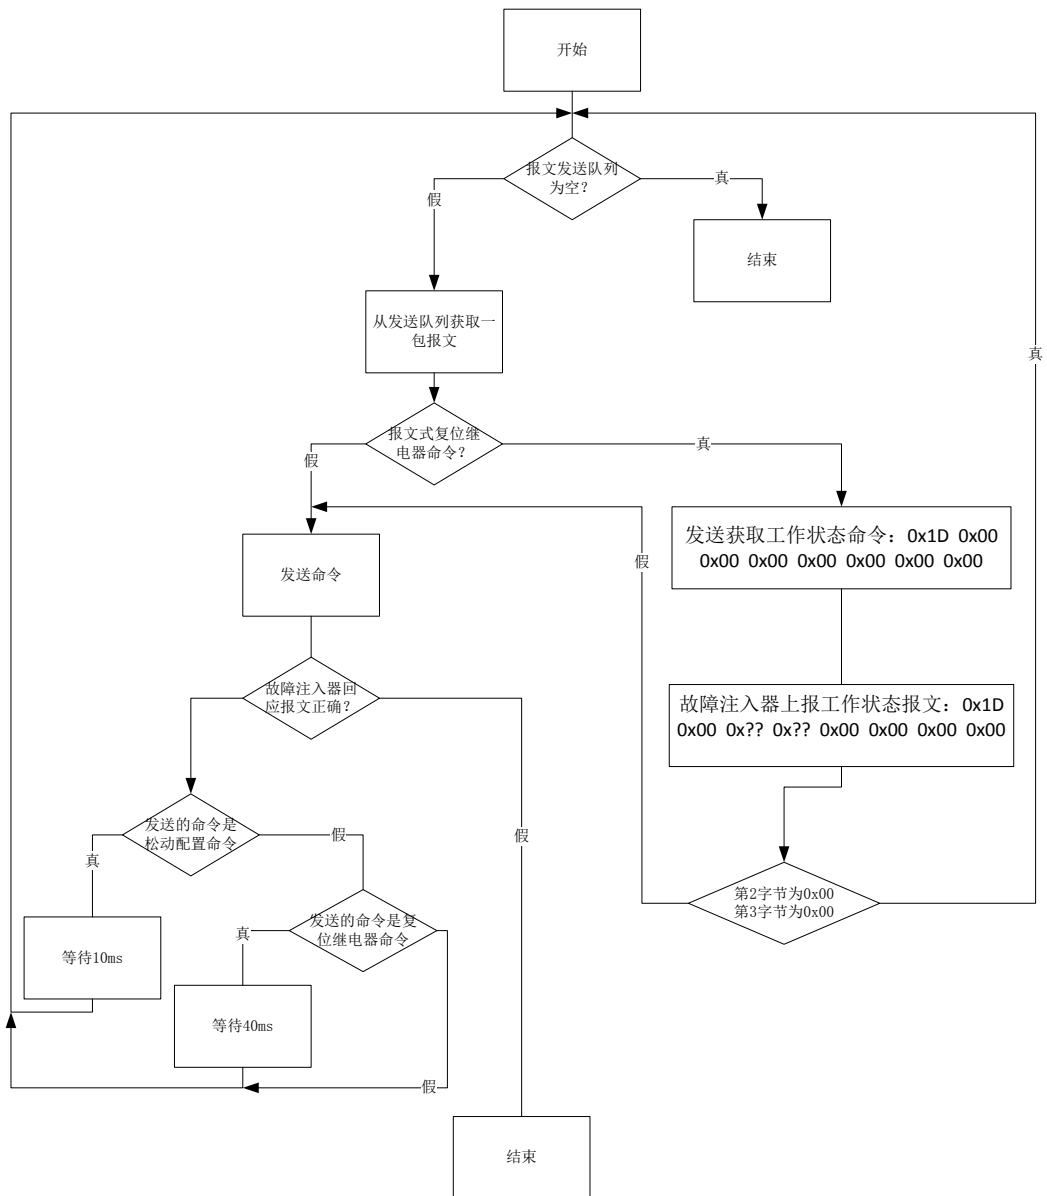 开始
报文发送队列
为空？
真
假
结束
从发送队列获取一
包报文
真
报文式复位继
电器命令？
真
假
发送获取工作状态命令：0x1D 0x00
0x00 0x00 0x00 0x00 0x00 0x00
假
发送命令
故障注入器回
应报文正确？
故障注入器上报工作状态报文：0x1D
0x00 0x?? 0x?? 0x00 0x00 0x00 0x00
发送的命令是
松动配置命令
假
假
真
第2字节为0x00
第3字节为0x00
发送的命令是复
位继电器命令
真
等待10ms
等待40ms
假
结束